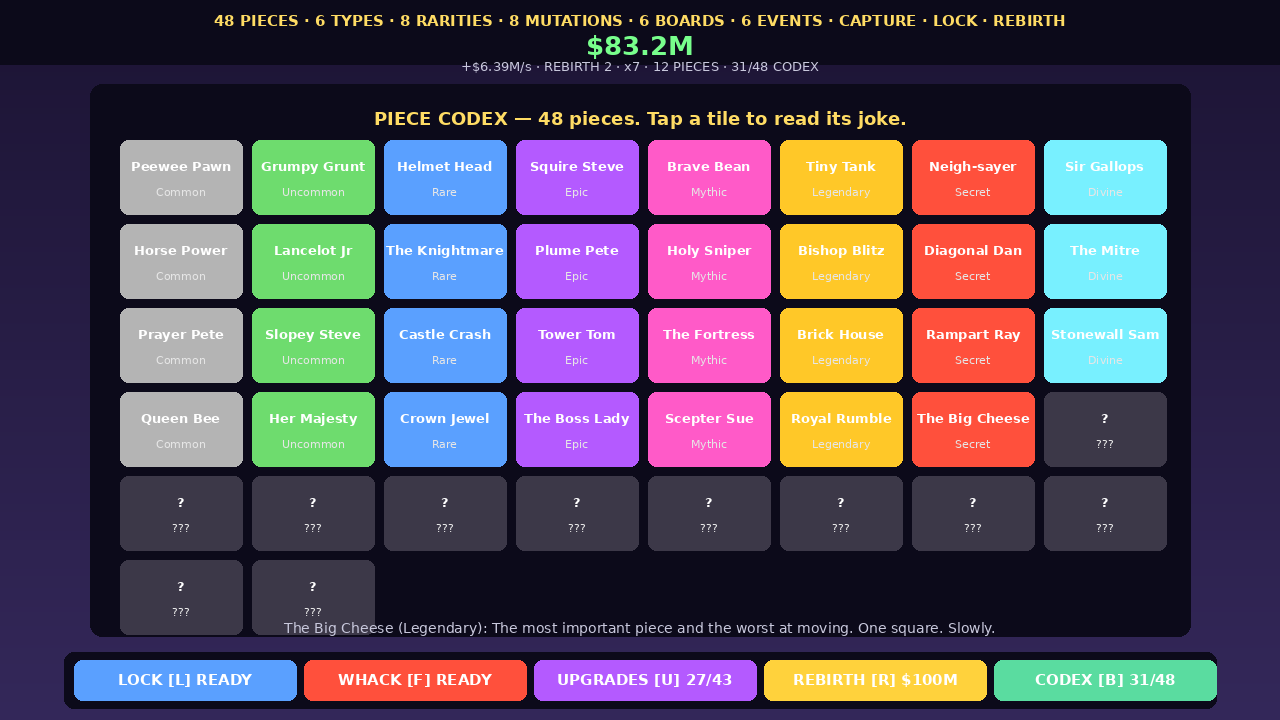 48 PIECES · 6 TYPES · 8 RARITIES · 8 MUTATIONS · 6 BOARDS · 6 EVENTS · CAPTURE · LOCK · REBIRTH
$83.2M
+$6.39M/s · REBIRTH 2 · x7 · 12 PIECES · 31/48 CODEX
PIECE CODEX — 48 pieces. Tap a tile to read its joke.
Peewee Pawn Grumpy Grunt Helmet Head Squire Steve Brave Bean Tiny Tank Neigh-sayer Sir Gallops
Common Uncommon Rare Epic Mythic Legendary Secret Divine
Horse Power Lancelot Jr The Knightmare Plume Pete Holy Sniper Bishop Blitz Diagonal Dan The Mitre
Common Uncommon Rare Epic Mythic Legendary Secret Divine
Prayer Pete Slopey Steve Castle Crash Tower Tom The Fortress Brick House Rampart Ray Stonewall Sam
Common Uncommon Rare Epic Mythic Legendary Secret Divine
Queen Bee Her Majesty Crown Jewel The Boss Lady Scepter Sue Royal Rumble The Big Cheese ?
Common Uncommon Rare Epic Mythic Legendary Secret ???
? ? ? ? ? ? ? ?
??? ??? ??? ??? ??? ??? ??? ???
? ?
??? ???
The Big Cheese (Legendary): The most important piece and the worst at moving. One square. Slowly.
LOCK [L] READY WHACK [F] READY UPGRADES [U] 27/43 REBIRTH [R] $100M CODEX [B] 31/48